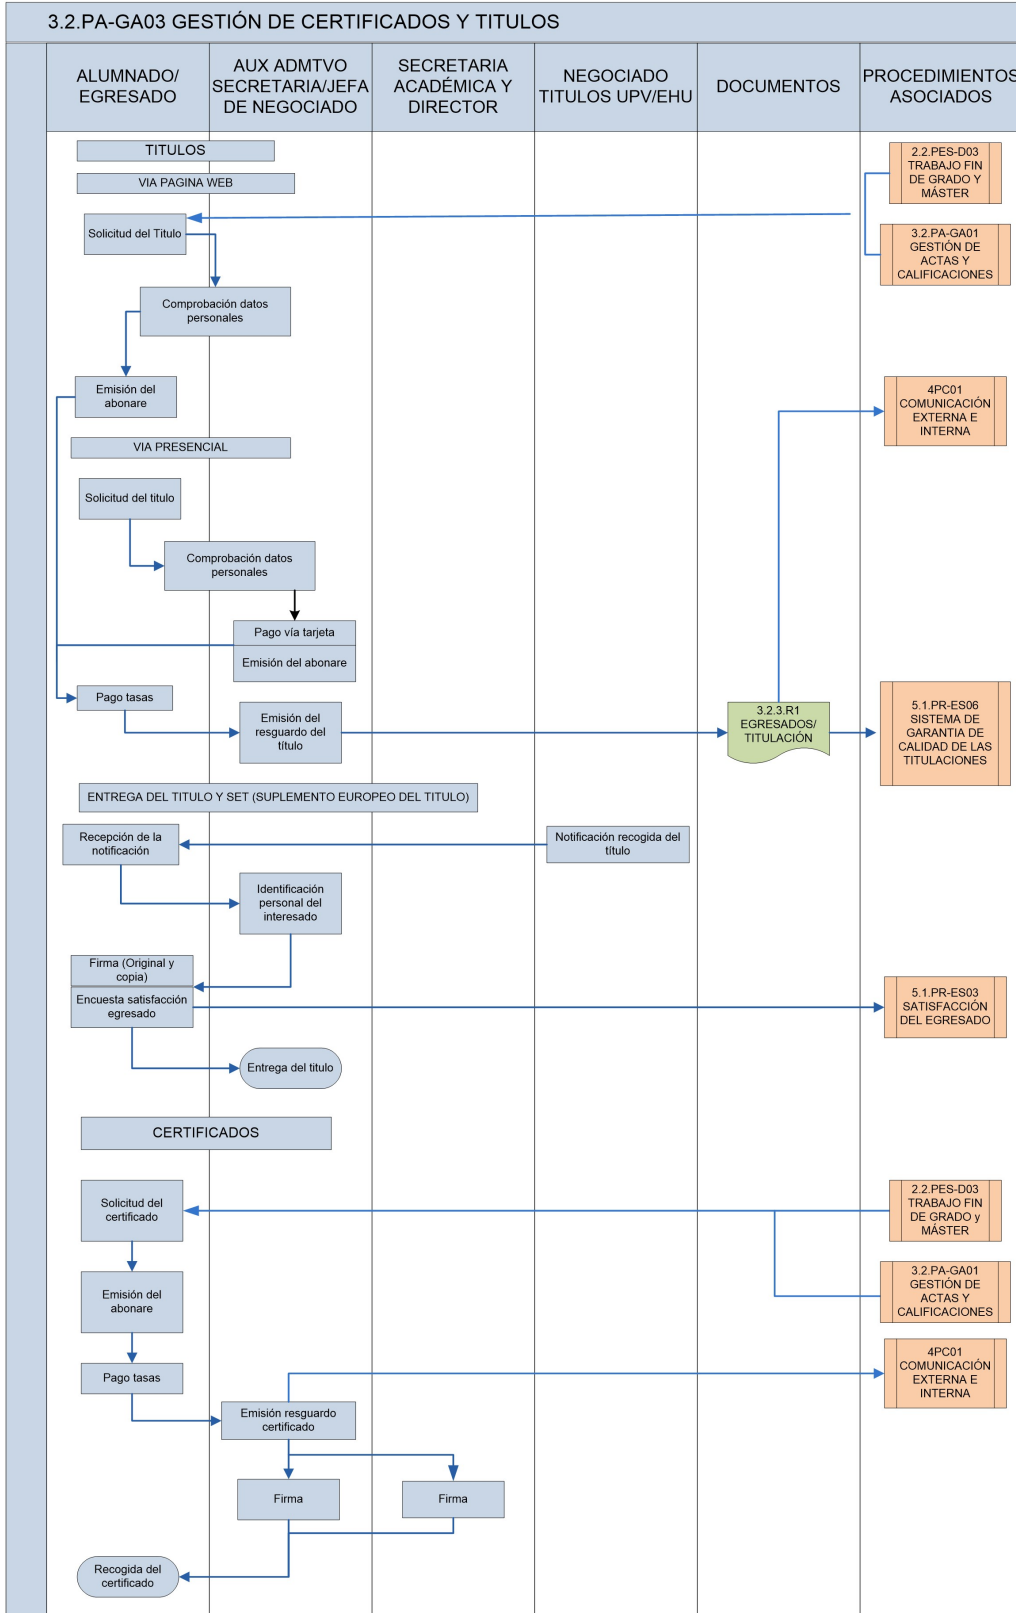 3.2.PA-GA03 GESTIÓN DE CERTIFICADOS Y TITULOS
ALUMNADO/
EGRESADO
AUX ADMTVO
SECRETARIA/JEFA
DE NEGOCIADO
SECRETARIA
ACADÉMICA Y
DIRECTOR
NEGOCIADO
TITULOS UPV/EHU
DOCUMENTOS
PROCEDIMIENTOS
ASOCIADOS
TITULOS
VIA PAGINA WEB
2.2.PES-D03
TRABAJO FIN
DE GRADO Y
MÁSTER
Solicitud del Titulo
3.2.PA-GA01
GESTIÓN DE
ACTAS Y
CALIFICACIONES
Comprobación datos
personales
Emisión del
abonare
4PC01
COMUNICACIÓN
EXTERNA E
INTERNA
VIA PRESENCIAL
Solicitud del titulo
Comprobación datos
personales
Pago vía tarjeta
Emisión del abonare
Pago tasas
Emisión del
resguardo del
título
3.2.3.R1
EGRESADOS/
TITULACIÓN
5.1.PR-ES06
SISTEMA DE
GARANTIA DE
CALIDAD DE LAS
TITULACIONES
ENTREGA DEL TITULO Y SET (SUPLEMENTO EUROPEO DEL TITULO)
Recepción de la
notificación
Notificación recogida del
título
Identificación
personal del
interesado
Firma (Original y
copia)
Encuesta satisfacción
egresado
5.1.PR-ES03
SATISFACCIÓN
DEL EGRESADO
Entrega del titulo
CERTIFICADOS
Solicitud del
certificado
2.2.PES-D03
TRABAJO FIN
DE GRADO y
MÁSTER
Emisión del
abonare
3.2.PA-GA01
GESTIÓN DE
ACTAS Y
CALIFICACIONES
Pago tasas
4PC01
COMUNICACIÓN
EXTERNA E
INTERNA
Emisión resguardo
certificado
Firma
Firma
Recogida del
certificado